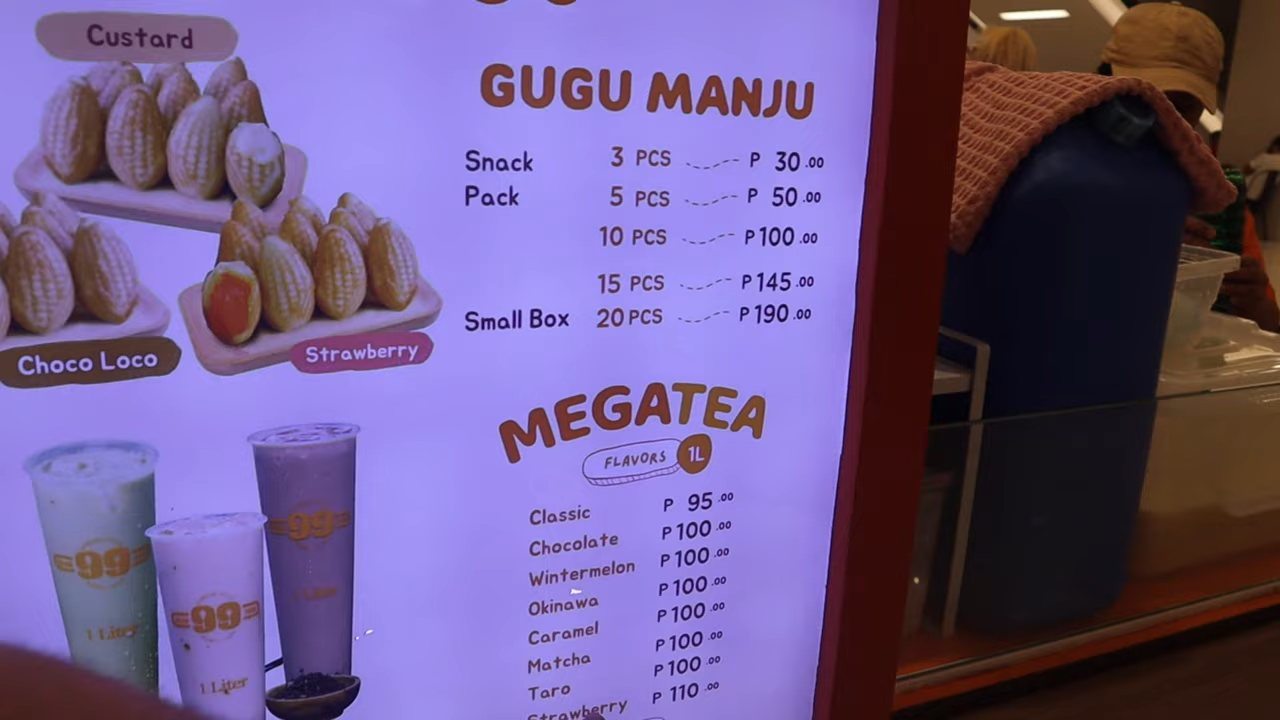 Custard
Choco Loco
Strawberry
GUGU MANJU
Snack 3 PCS P 30.00
Pack 5 PCS P 50.00
10 PCS P100.00
15 PCS P145.00
Small Box 20 PCS P190.00
MEGATEA
FLAVORS 1L
Classic P 95.00
Chocolate P100.00
Wintermelon P100.00
Okinawa P100.00
Caramel P100.00
Matcha P100.00
Taro P100.00
Strawberry P 110.00
99
1 Liter
99
1 Liter
99